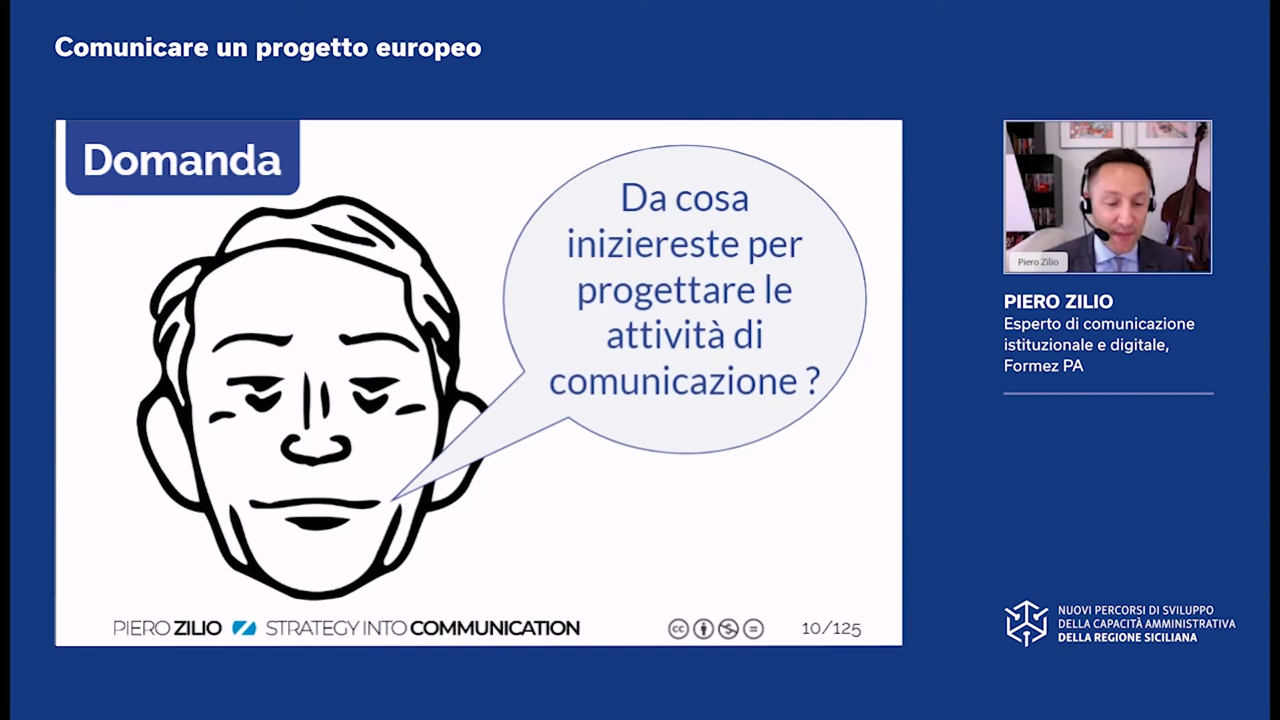 Comunicare un progetto europeo
Domanda
Da cosa
iniziereste per
progettare le
attività di
comunicazione ?
PIERO ZILIO STRATEGY INTO COMMUNICATION
cc
10/125
Piero Zilio
PIERO ZILIO
Esperto di comunicazione
istituzionale e digitale,
Formez PA
NUOVI PERCORSI DI SVILUPPO
DELLA CAPACITÀ AMMINISTRATIVA
DELLA REGIONE SICILIANA